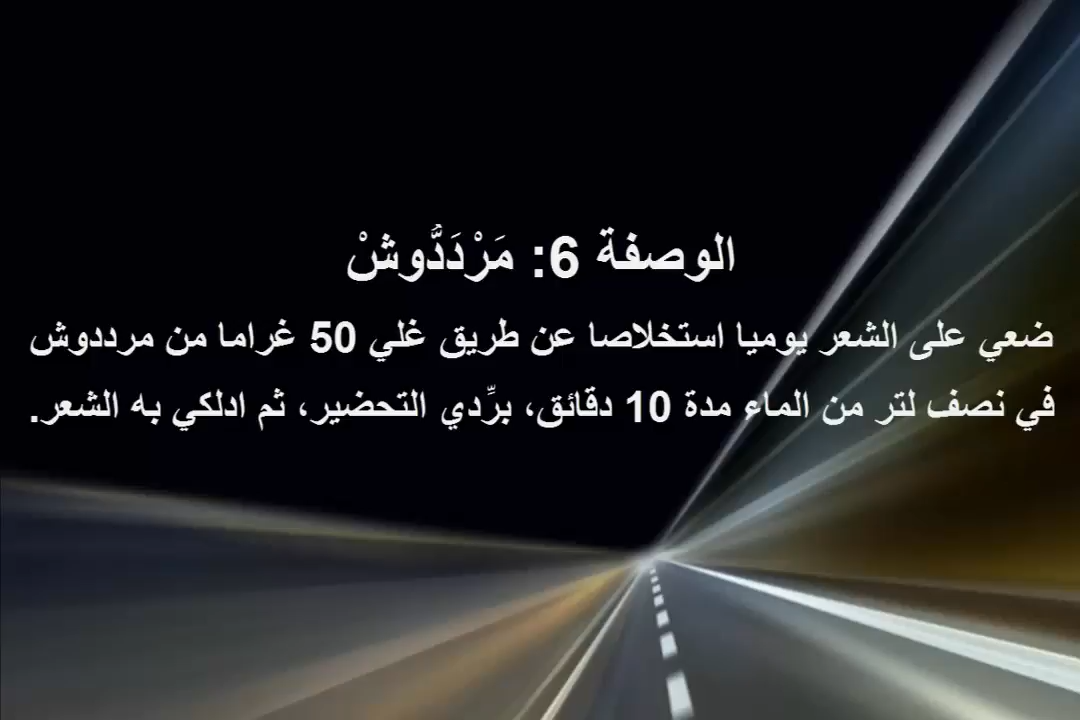 الوصفة 6: مَرْدَدُّوشْ
ضعي على الشعر يوميا استخلاصا عن طريق غلي 50 غراما من مرددوش
في نصف لتر من الماء مدة 10 دقائق، برِّدي التحضير، ثم ادلكي به الشعر.